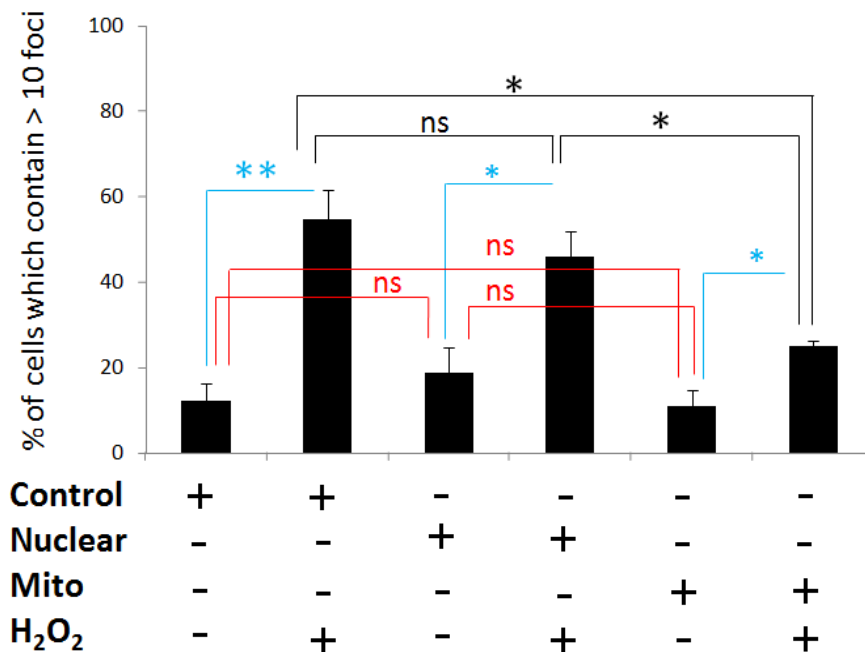 % of cells which contain > 10 foci
100
80
60
40
20
0
*
ns *
** *
ns *
ns ns
Control + + - - - -
Nuclear - - + + - -
Mito - - - - + +
H₂O₂ - + - + - +